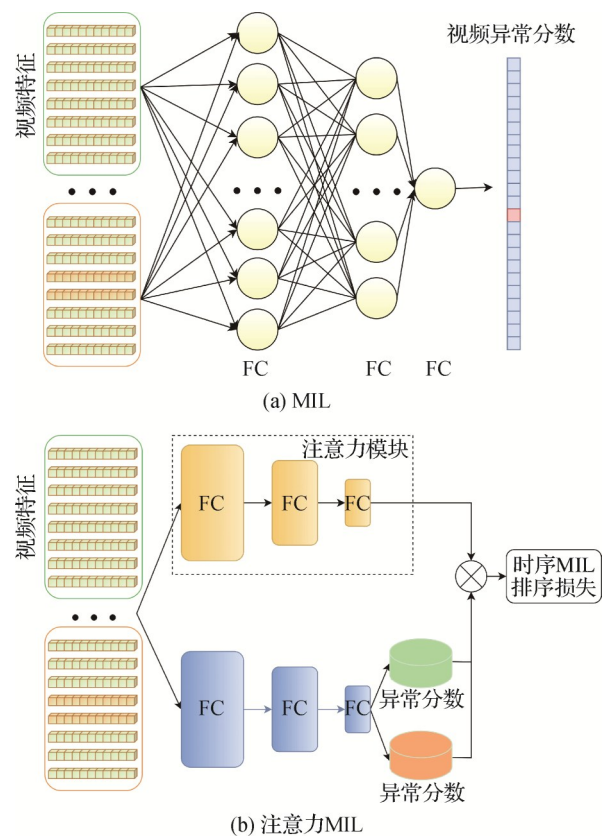 视频特征
视频异常分数
FC
FC
FC
(a) MIL
视频特征
注意力模块
FC
FC
FC
时序MIL
排序损失
FC
FC
FC
异常分数
异常分数
(b) 注意力MIL